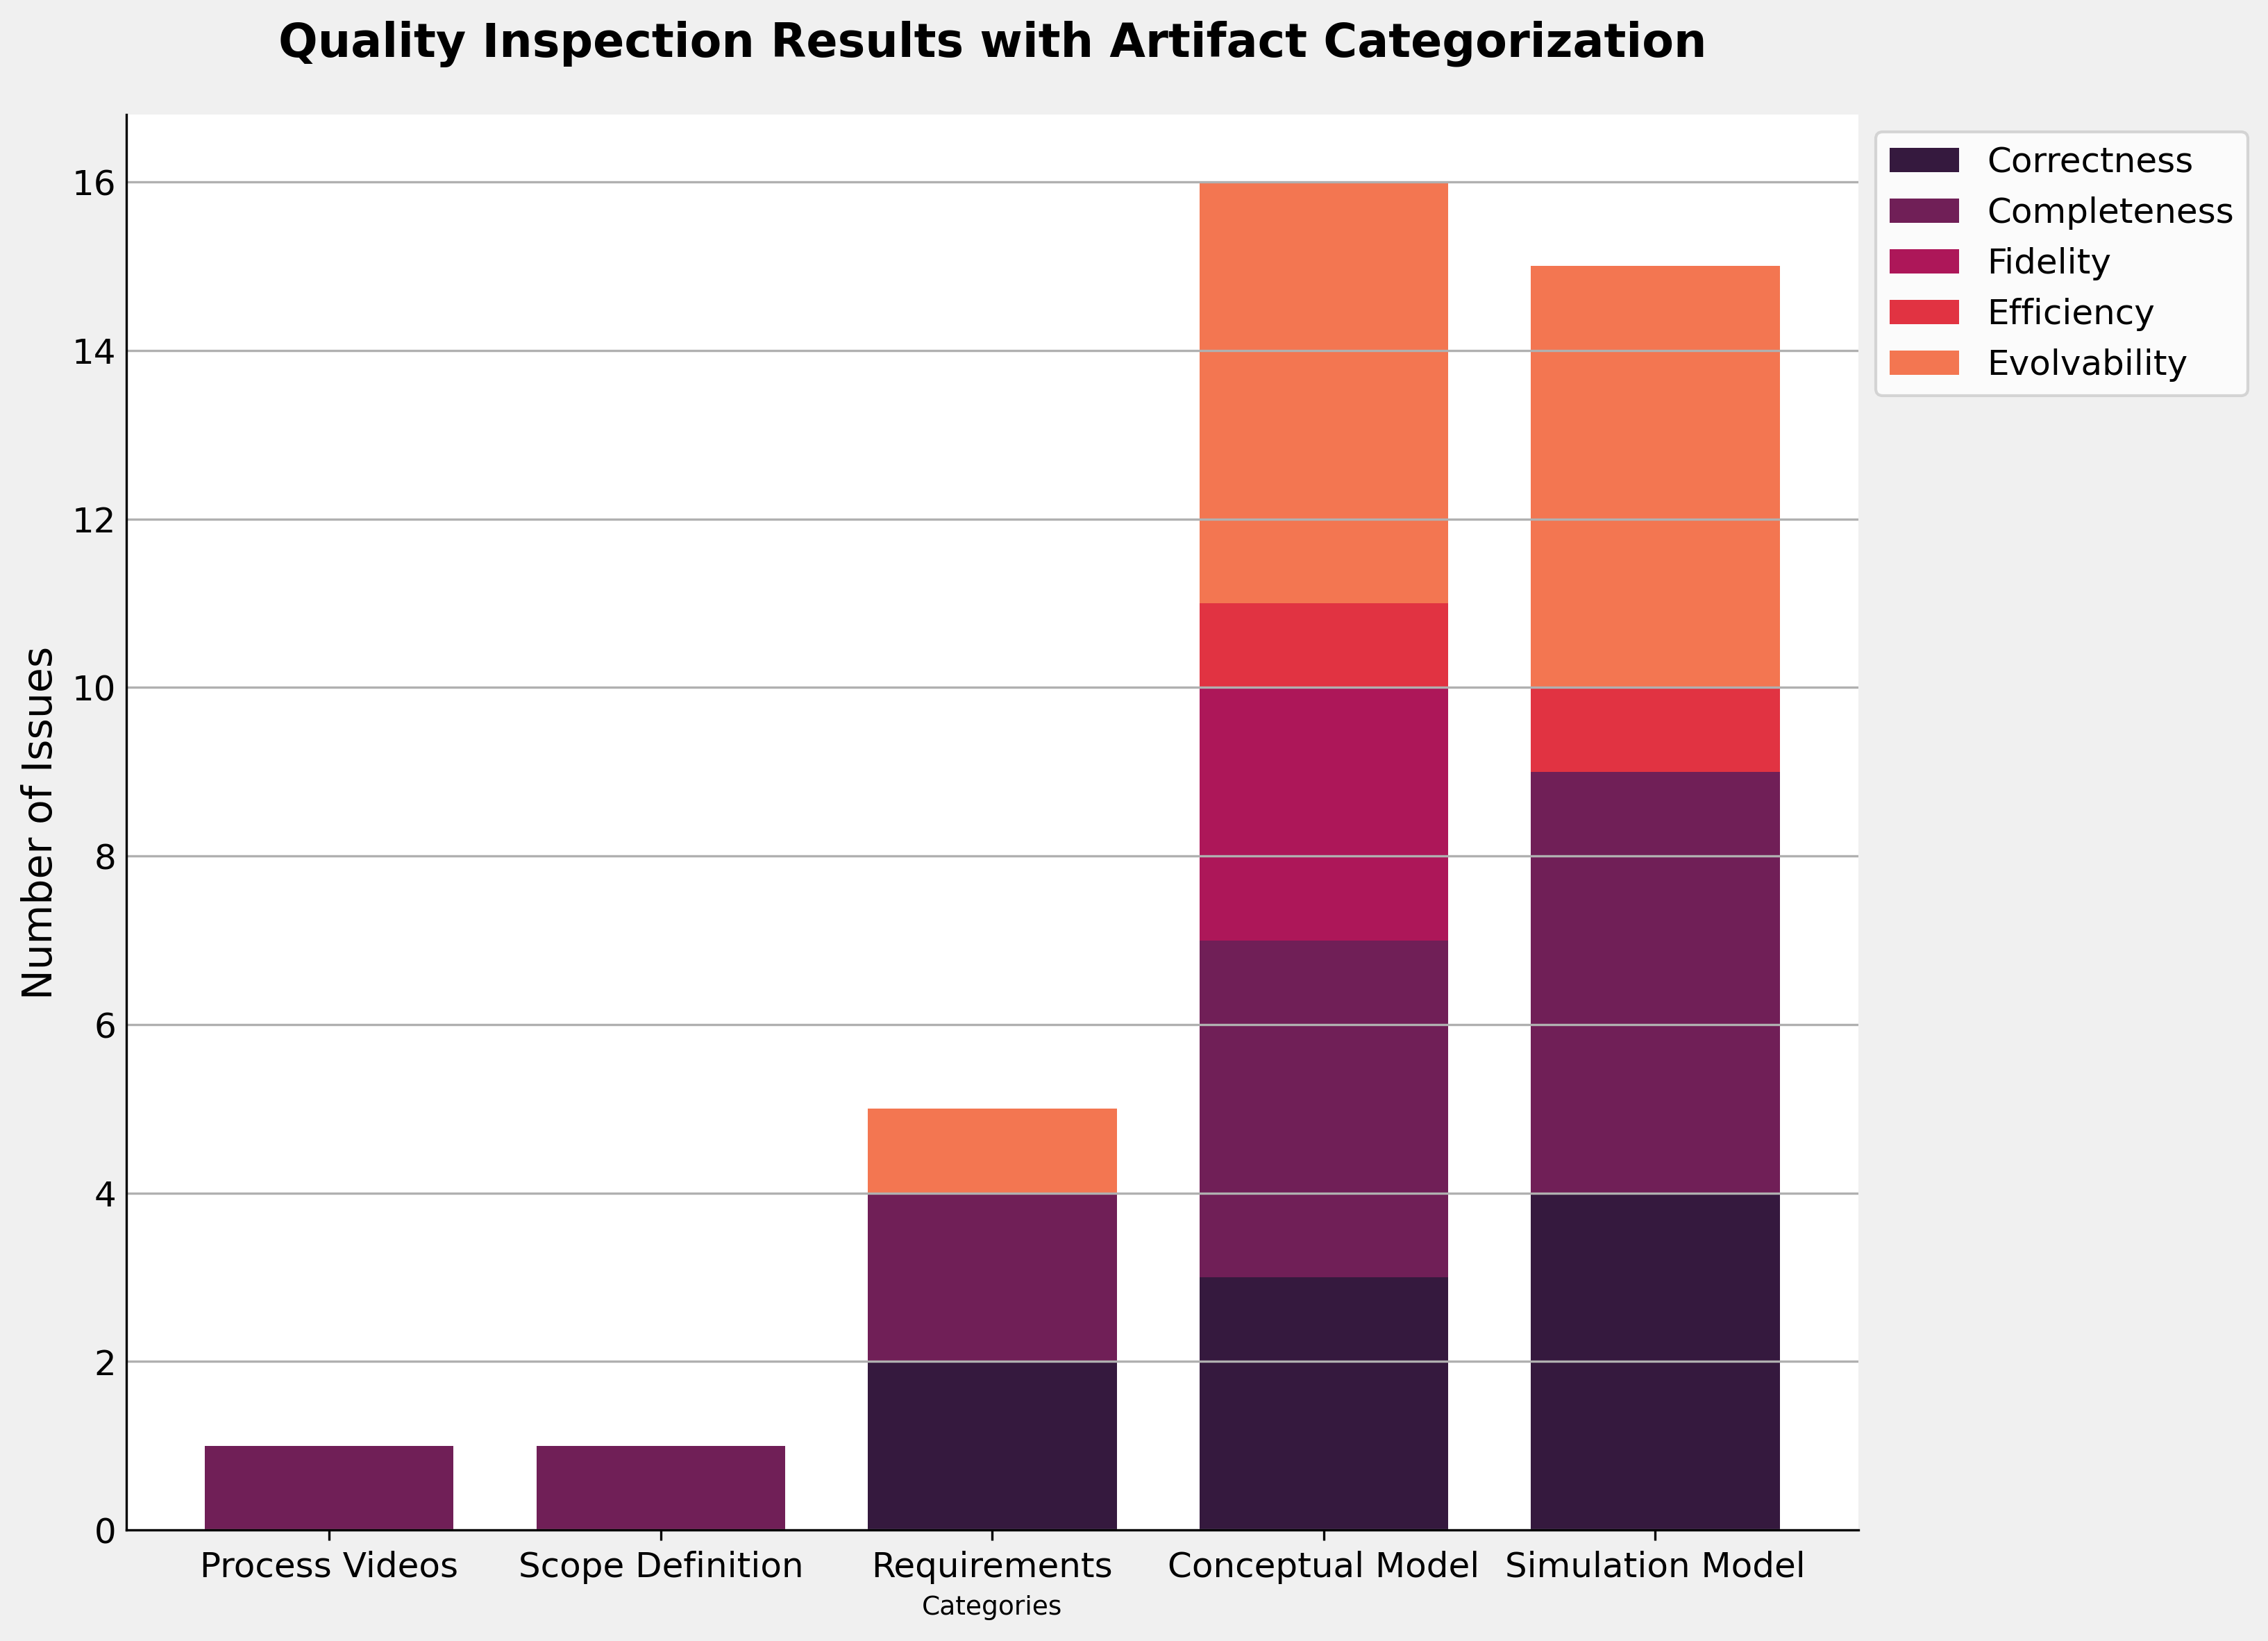 Quality Inspection Results with Artifact Categorization
Number of Issues
16
14
12
10
8
6
4
2
0
Process Videos
Scope Definition
Requirements
Conceptual Model
Simulation Model
Categories
Correctness
Completeness
Fidelity
Efficiency
Evolvability